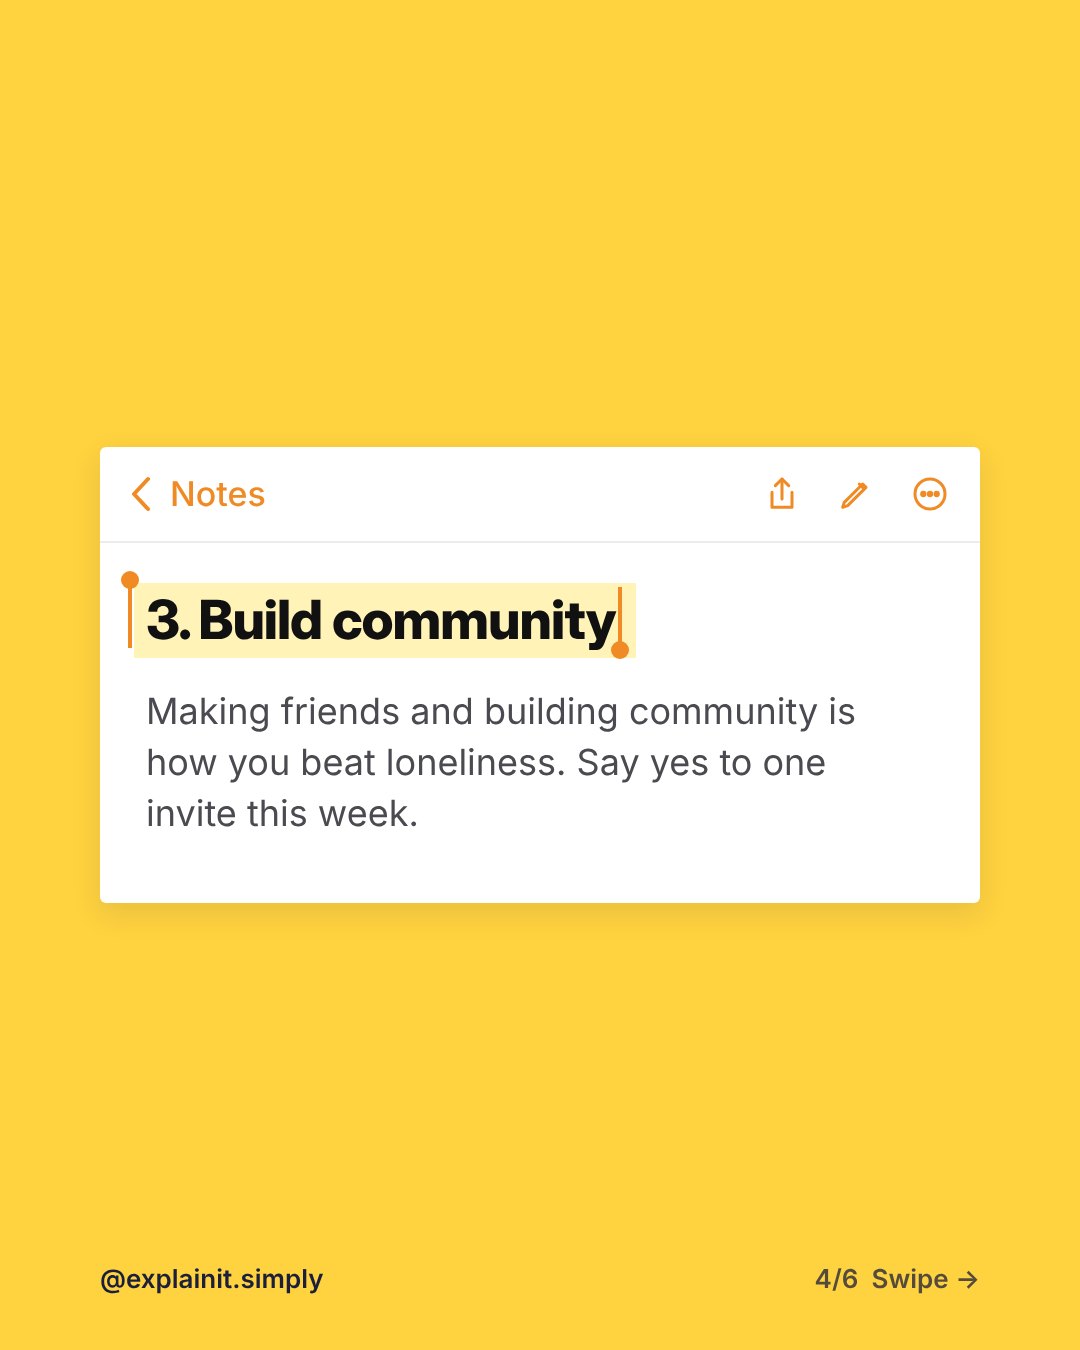 Notes
3. Build community
Making friends and building community is
how you beat loneliness. Say yes to one
invite this week.
@explainit.simply
4/6 Swipe →